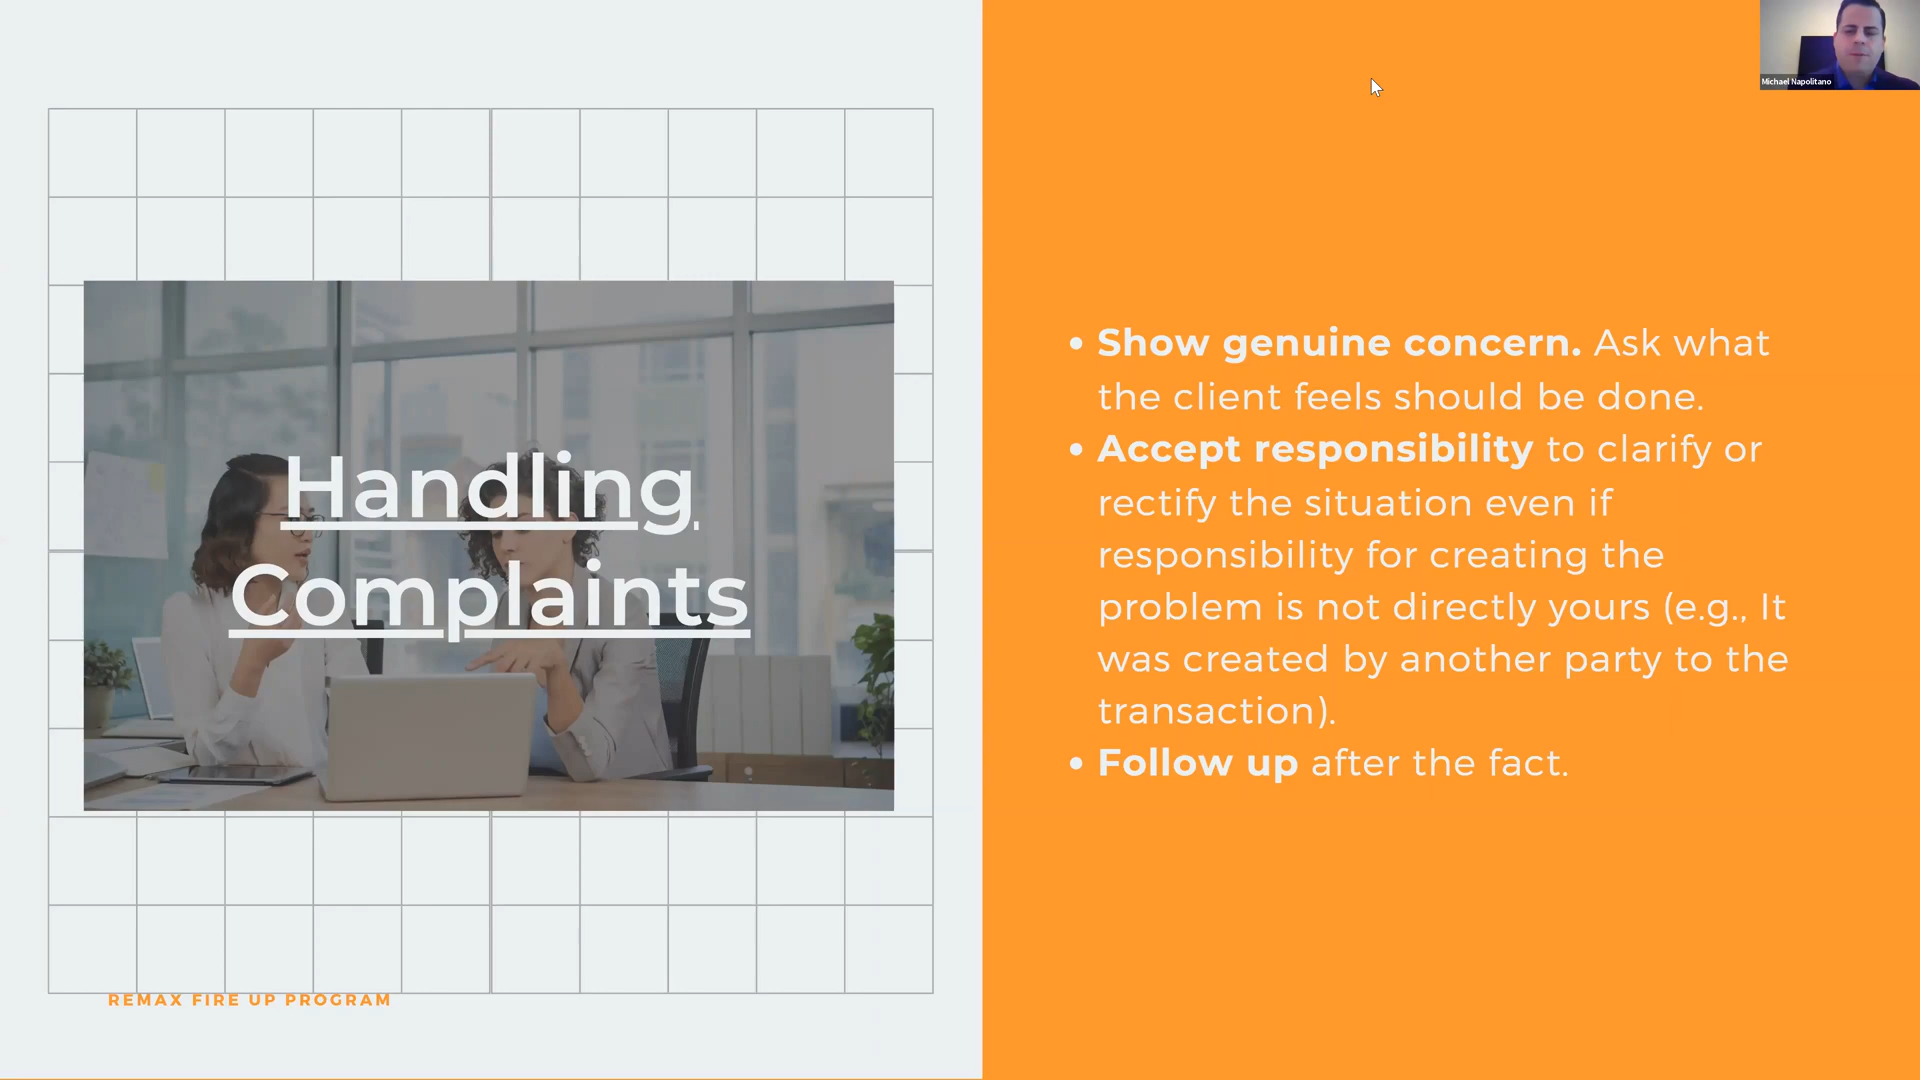 Michael Napolitano
Handling
Complaints
• Show genuine concern. Ask what
the client feels should be done.
• Accept responsibility to clarify or
rectify the situation even if
responsibility for creating the
problem is not directly yours (e.g., It
was created by another party to the
transaction).
• Follow up after the fact.
REMAX FIRE UP PROGRAM